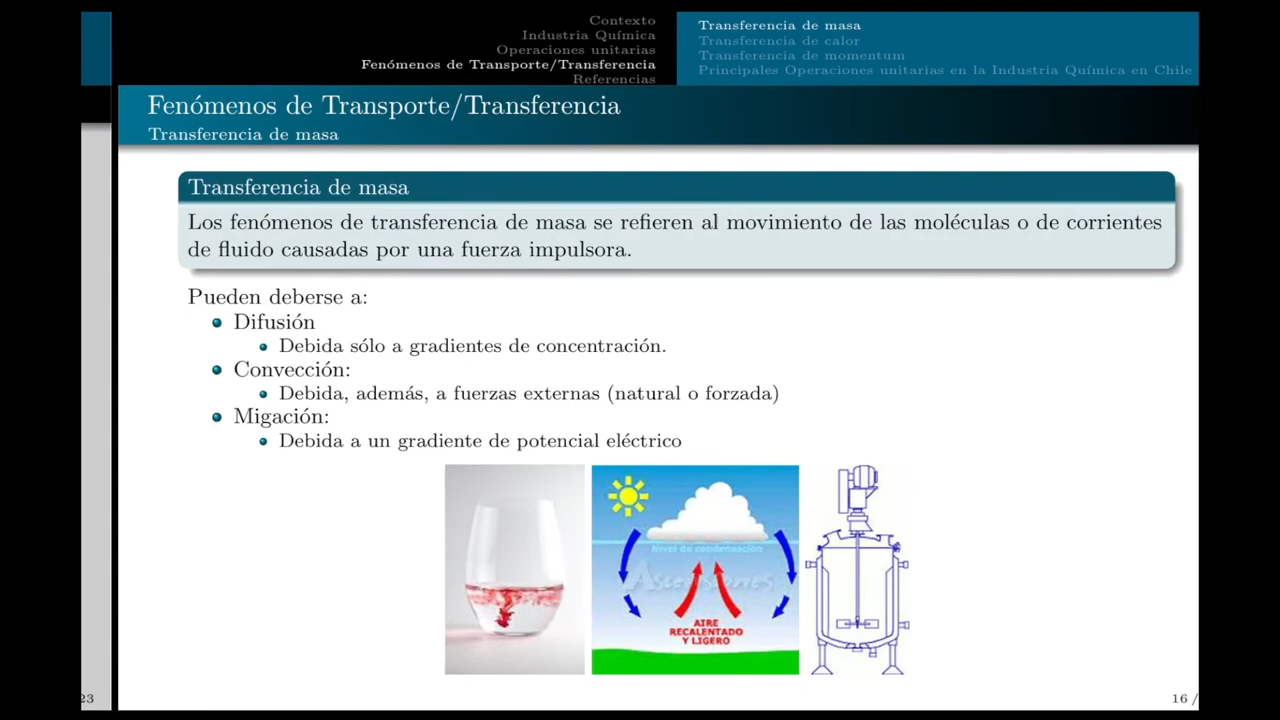 Contexto
Industria Química
Operaciones unitarias
Fenómenos de Transporte/Transferencia
Referencias
Transferencia de masa
Transferencia de calor
Transferencia de momentum
Principales Operaciones unitarias en la Industria Química en Chile
Fenómenos de Transporte/Transferencia
Transferencia de masa
Transferencia de masa
Los fenómenos de transferencia de masa se refieren al movimiento de las moléculas o de corrientes
de fluido causadas por una fuerza impulsora.
Pueden deberse a:
Difusión
Debida sólo a gradientes de concentración.
Convección:
Debida, además, a fuerzas externas (natural o forzada)
Migación:
Debida a un gradiente de potencial eléctrico
Nivel de condensación
AIRE
RECALENTADO
Y LIGERO
23
16 /